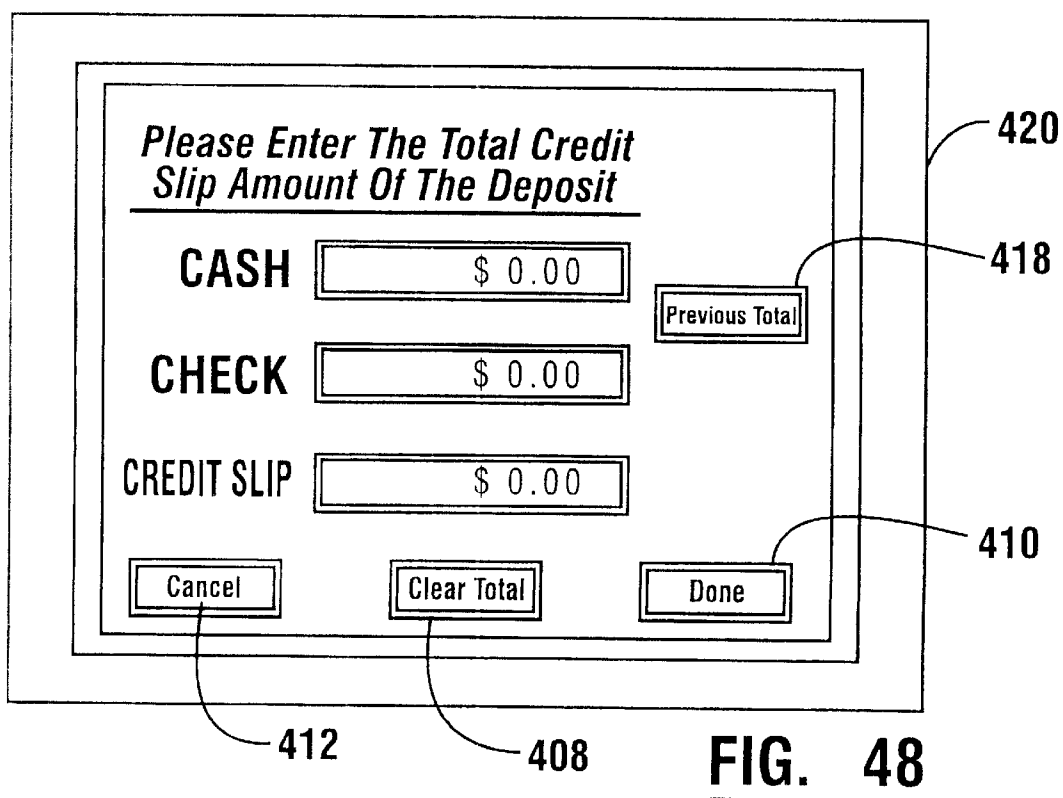 Please Enter The Total Credit
Slip Amount Of The Deposit
420
CASH $ 0.00
418
Previous Total
CHECK $ 0.00
CREDIT SLIP $ 0.00
410
Cancel Clear Total Done
412
408
FIG. 48